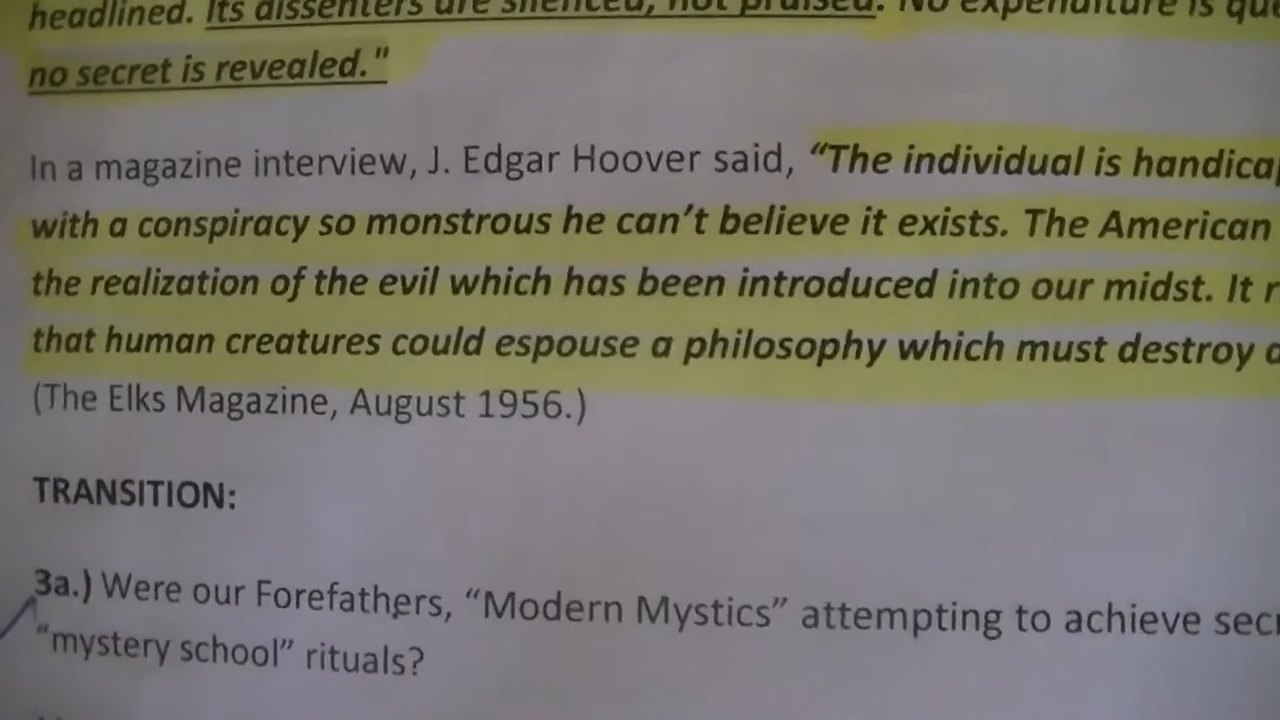 headlined. Its dissenters are silenced, not praised. No expenditure is
no secret is revealed."
In a magazine interview, J. Edgar Hoover said, “The individual is
with a conspiracy so monstrous he can’t believe it exists. The American
the realization of the evil which has been introduced into our midst. It
that human creatures could espouse a philosophy which must destroy
(The Elks Magazine, August 1956.)
TRANSITION:
3a.) Were our Forefathers, “Modern Mystics” attempting to achieve
“mystery school” rituals?